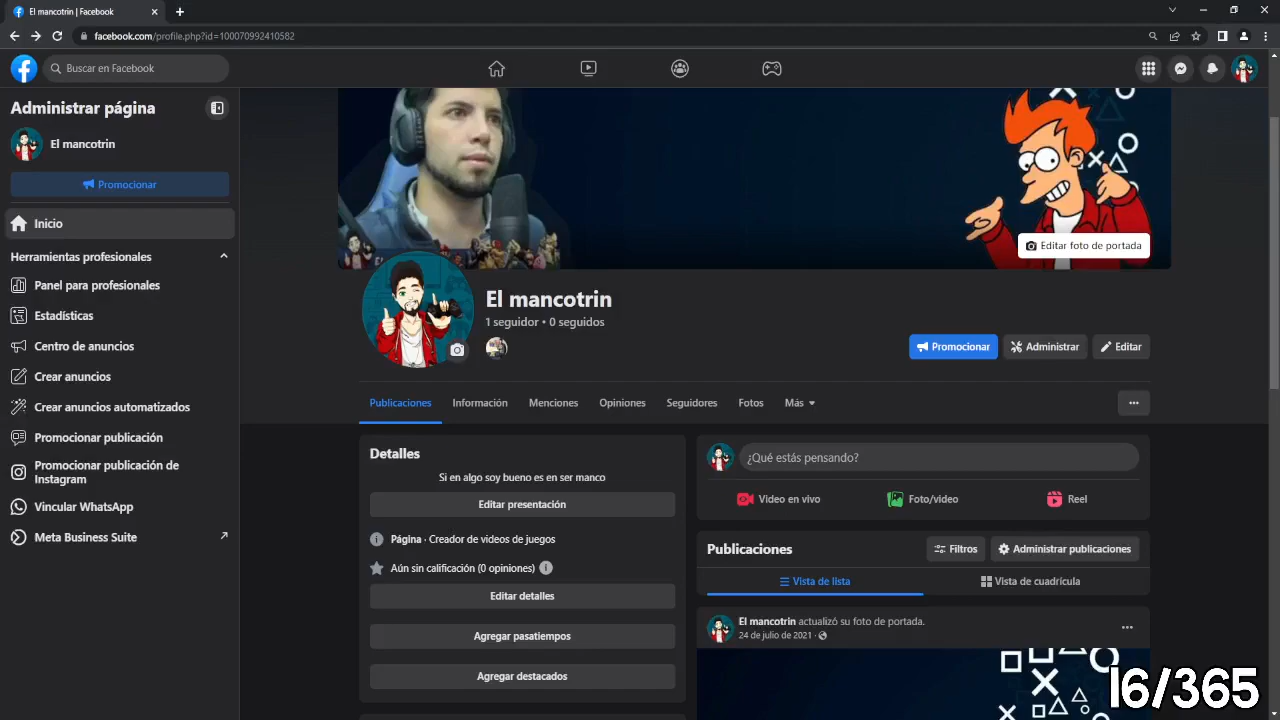 El mancotrin | Facebook
facebook.com/profile.php?id=100070992410582
Buscar en Facebook
Administrar página
El mancotrin
Promocionar
Inicio
Herramientas profesionales
Panel para profesionales
Estadísticas
Centro de anuncios
Crear anuncios
Crear anuncios automatizados
Promocionar publicación
Promocionar publicación de
Instagram
Vincular WhatsApp
Meta Business Suite
Editar foto de portada
El mancotrin
1 seguidor • 0 seguidos
Promocionar
Administrar
Editar
Publicaciones
Información
Menciones
Opiniones
Seguidores
Fotos
Más
Detalles
Si en algo soy bueno es en ser manco
Editar presentación
Página · Creador de videos de juegos
Aún sin calificación (0 opiniones)
Editar detalles
Agregar pasatiempos
Agregar destacados
¿Qué estás pensando?
Video en vivo
Foto/video
Reel
Publicaciones
Filtros
Administrar publicaciones
Vista de lista
Vista de cuadrícula
El mancotrin actualizó su foto de portada.
24 de julio de 2021 ·
16/365